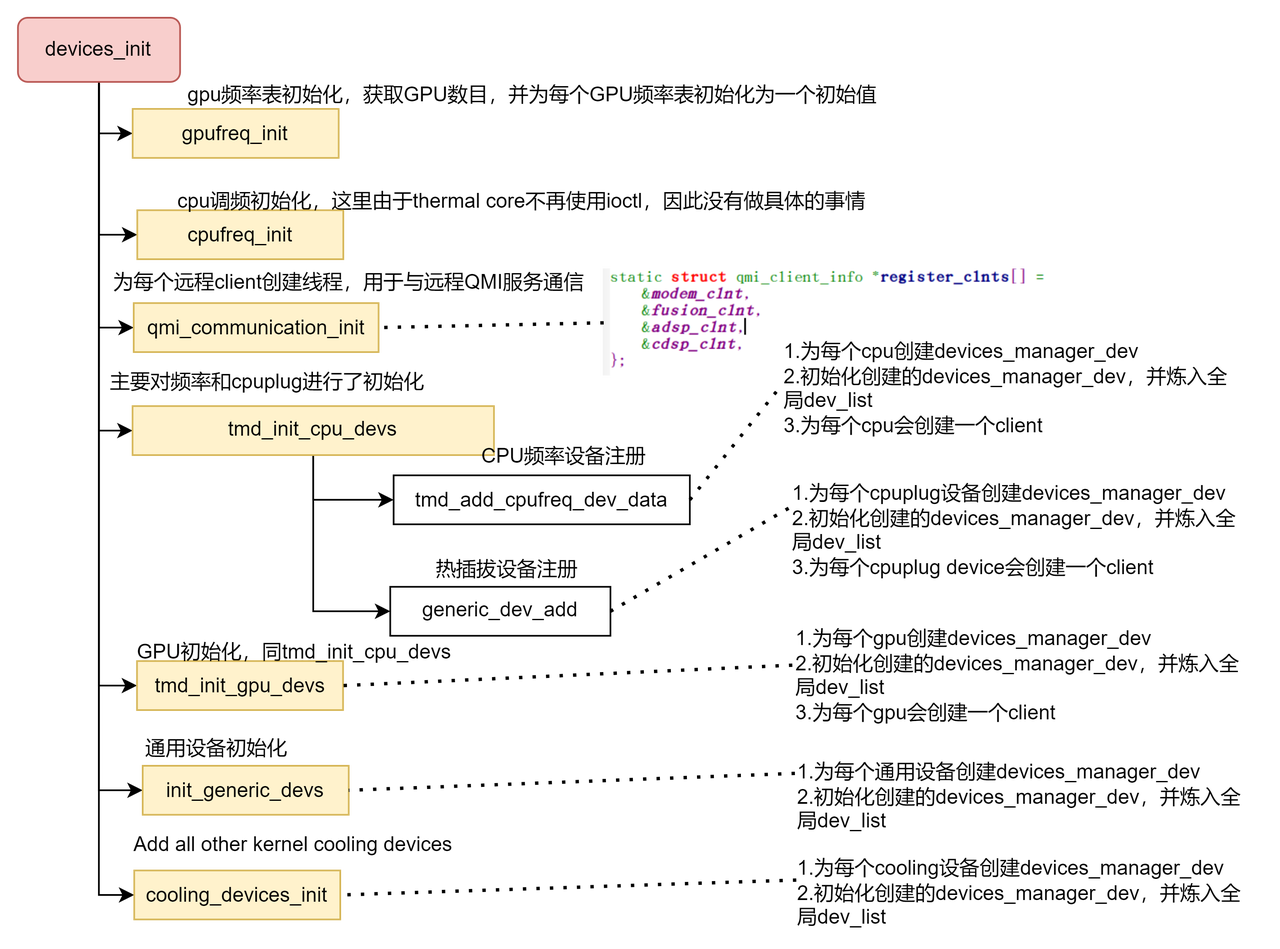 devices_init
gpu频率表初始化，获取GPU数目，并为每个GPU频率表初始化为一个初始值
gpufreq_init
cpu调频初始化，这里由于thermal core不再使用ioctl，因此没有做具体的事情
cpufreq_init
为每个远程client创建线程，用于与远程QMI服务通信
qmi_communication_init
static struct qmi_client_info *register_clnts[] =
&modem_clnt,
&fusion_clnt,
&adsp_clnt,
&cdsp_clnt,
};
主要对频率和cpuplug进行了初始化
tmd_init_cpu_devs
CPU频率设备注册
tmd_add_cpufreq_dev_data
1.为每个cpu创建devices_manager_dev
2.初始化创建的devices_manager_dev，并炼入全
局dev_list
3.为每个cpu会创建一个client
热插拔设备注册
generic_dev_add
1.为每个cpuplug设备创建devices_manager_dev
2.初始化创建的devices_manager_dev，并炼入全
局dev_list
3.为每个cpuplug device会创建一个client
GPU初始化，同tmd_init_cpu_devs
tmd_init_gpu_devs
1.为每个gpu创建devices_manager_dev
2.初始化创建的devices_manager_dev，并炼入全
局dev_list
3.为每个gpu会创建一个client
通用设备初始化
init_generic_devs
1.为每个通用设备创建devices_manager_dev
2.初始化创建的devices_manager_dev，并炼入全
局dev_list
Add all other kernel cooling devices
cooling_devices_init
1.为每个cooling设备创建devices_manager_dev
2.初始化创建的devices_manager_dev，并炼入全
局dev_list